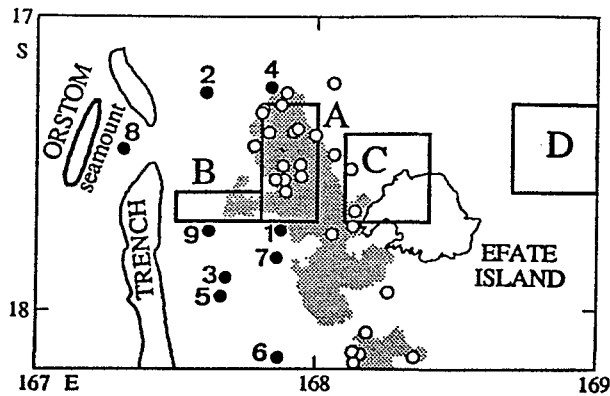 17
S
ORSTOM
seamount
8
2
4
A
B
C
D
9
1
7
TRENCH
3
5
EFATE
ISLAND
18
6
167 E
168
169